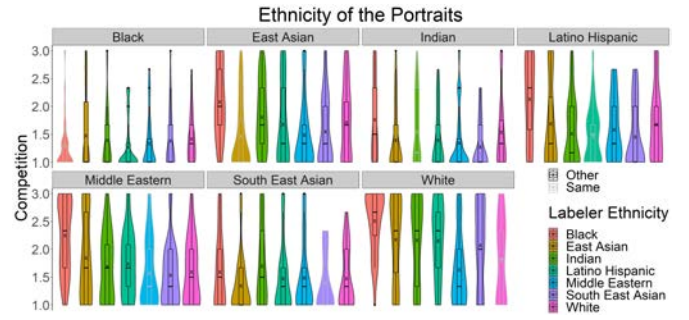 Ethnicity of the Portraits
Black East Asian Indian Latino Hispanic
3.0
2.5
2.0
1.5
1.0
Competition
Middle Eastern South East Asian White
3.0
2.5
2.0
1.5
1.0
Other
Same
Labeler Ethnicity
Black
East Asian
Indian
Latino Hispanic
Middle Eastern
South East Asian
White